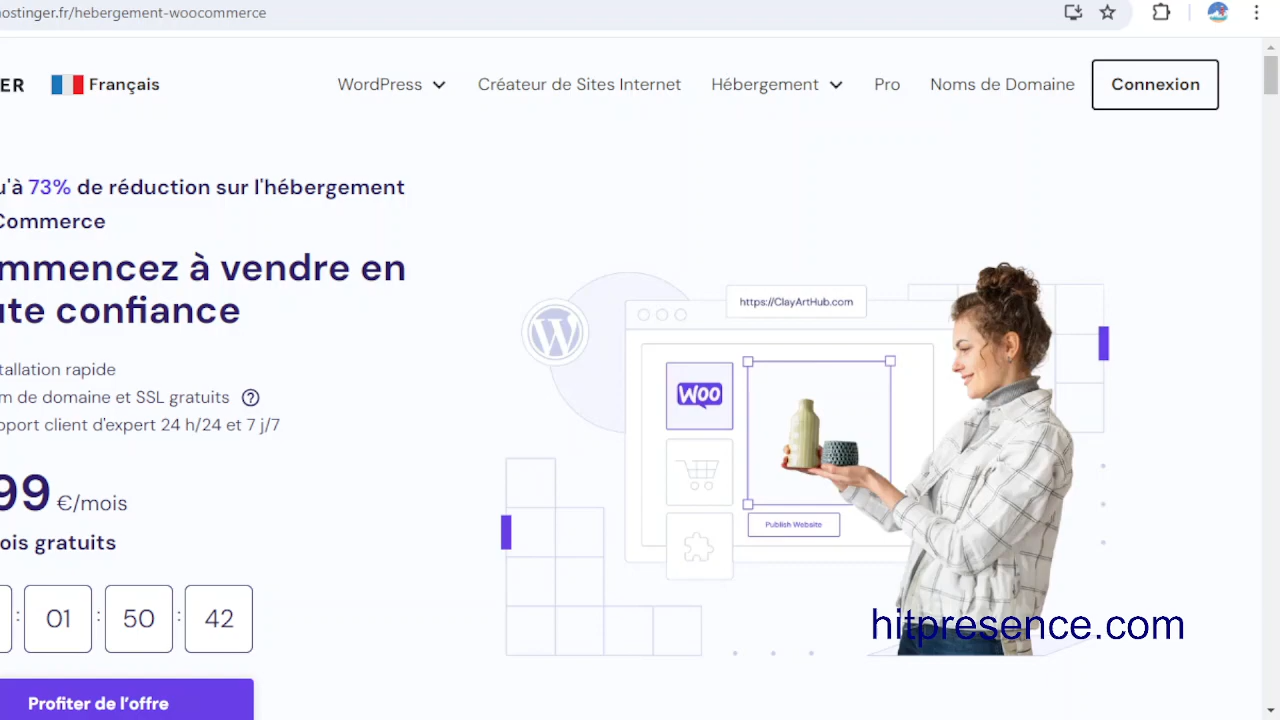 ostinger.fr/hebergement-woocommerce
ER Français WordPress Créateur de Sites Internet Hébergement Pro Noms de Domaine Connexion
u'à 73% de réduction sur l'hébergement
Commerce
mmencez à vendre en
ute confiance
tallation rapide
m de domaine et SSL gratuits
pport client d'expert 24 h/24 et 7 j/7
99 €/mois
ois gratuits
: 01 : 50 : 42
Profiter de l’offre
https://ClayArtHub.com
W
WOO
Publish Website
hitpresence.com